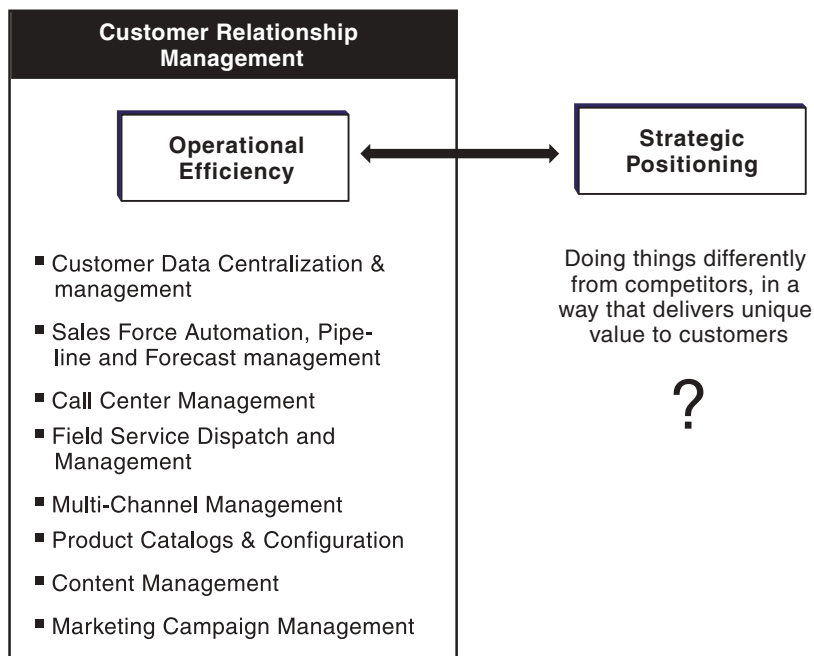 Customer Relationship
Management
Operational
Efficiency
■ Customer Data Centralization &
management
■ Sales Force Automation, Pipe-
line and Forecast management
■ Call Center Management
■ Field Service Dispatch and
Management
■ Multi-Channel Management
■ Product Catalogs & Configuration
■ Content Management
■ Marketing Campaign Management
Strategic
Positioning
Doing things differently
from competitors, in a
way that delivers unique
value to customers
?